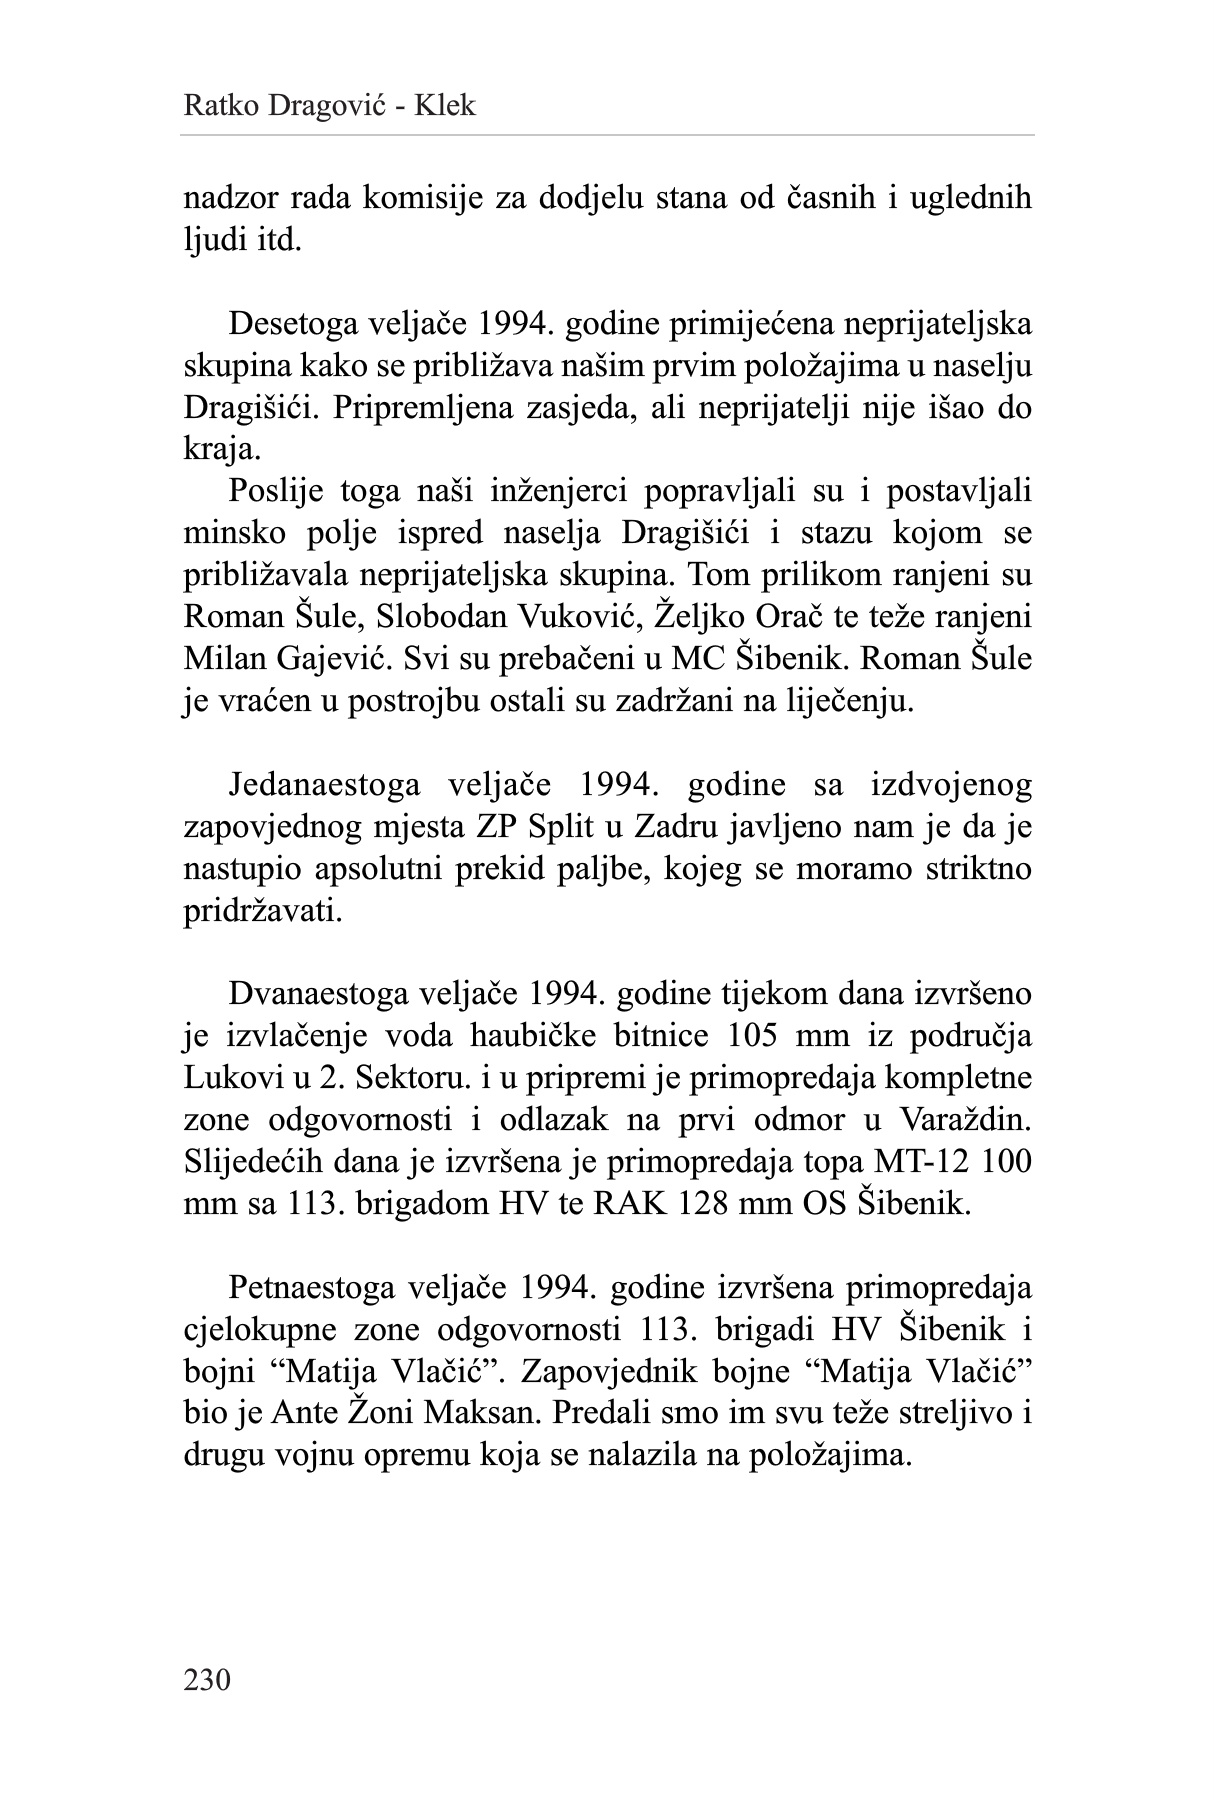 Ratko Dragović - Klek
nadzor rada komisije za dodjelu stana od časnih i uglednih
ljudi itd.
Desetoga veljače 1994. godine primijećena neprijateljska
skupina kako se približava našim prvim položajima u naselju
Dragišići. Pripremljena zasjeda, ali neprijatelji nije išao do
kraja.
Poslije toga naši inženjerci popravljali su i postavljali
minsko polje ispred naselja Dragišići i stazu kojom se
približavala neprijateljska skupina. Tom prilikom ranjeni su
Roman Šule, Slobodan Vuković, Željko Orač te teže ranjeni
Milan Gajević. Svi su prebačeni u MC Šibenik. Roman Šule
je vraćen u postrojbu ostali su zadržani na liječenju.
Jedanaestoga veljače 1994. godine sa izdvojenog
zapovjednog mjesta ZP Split u Zadru javljeno nam je da je
nastupio apsolutni prekid paljbe, kojeg se moramo striktno
pridržavati.
Dvanaestoga veljače 1994. godine tijekom dana izvršeno
je izvlačenje voda haubičke bitnice 105 mm iz područja
Lukovi u 2. Sektoru. i u pripremi je primopredaja kompletne
zone odgovornosti i odlazak na prvi odmor u Varaždin.
Slijedećih dana je izvršena je primopredaja topa MT-12 100
mm sa 113. brigadom HV te RAK 128 mm OS Šibenik.
Petnaestoga veljače 1994. godine izvršena primopredaja
cjelokupne zone odgovornosti 113. brigadi HV Šibenik i
bojni “Matija Vlačić”. Zapovjednik bojne “Matija Vlačić”
bio je Ante Žoni Maksan. Predali smo im svu teže streljivo i
drugu vojnu opremu koja se nalazila na položajima.
230